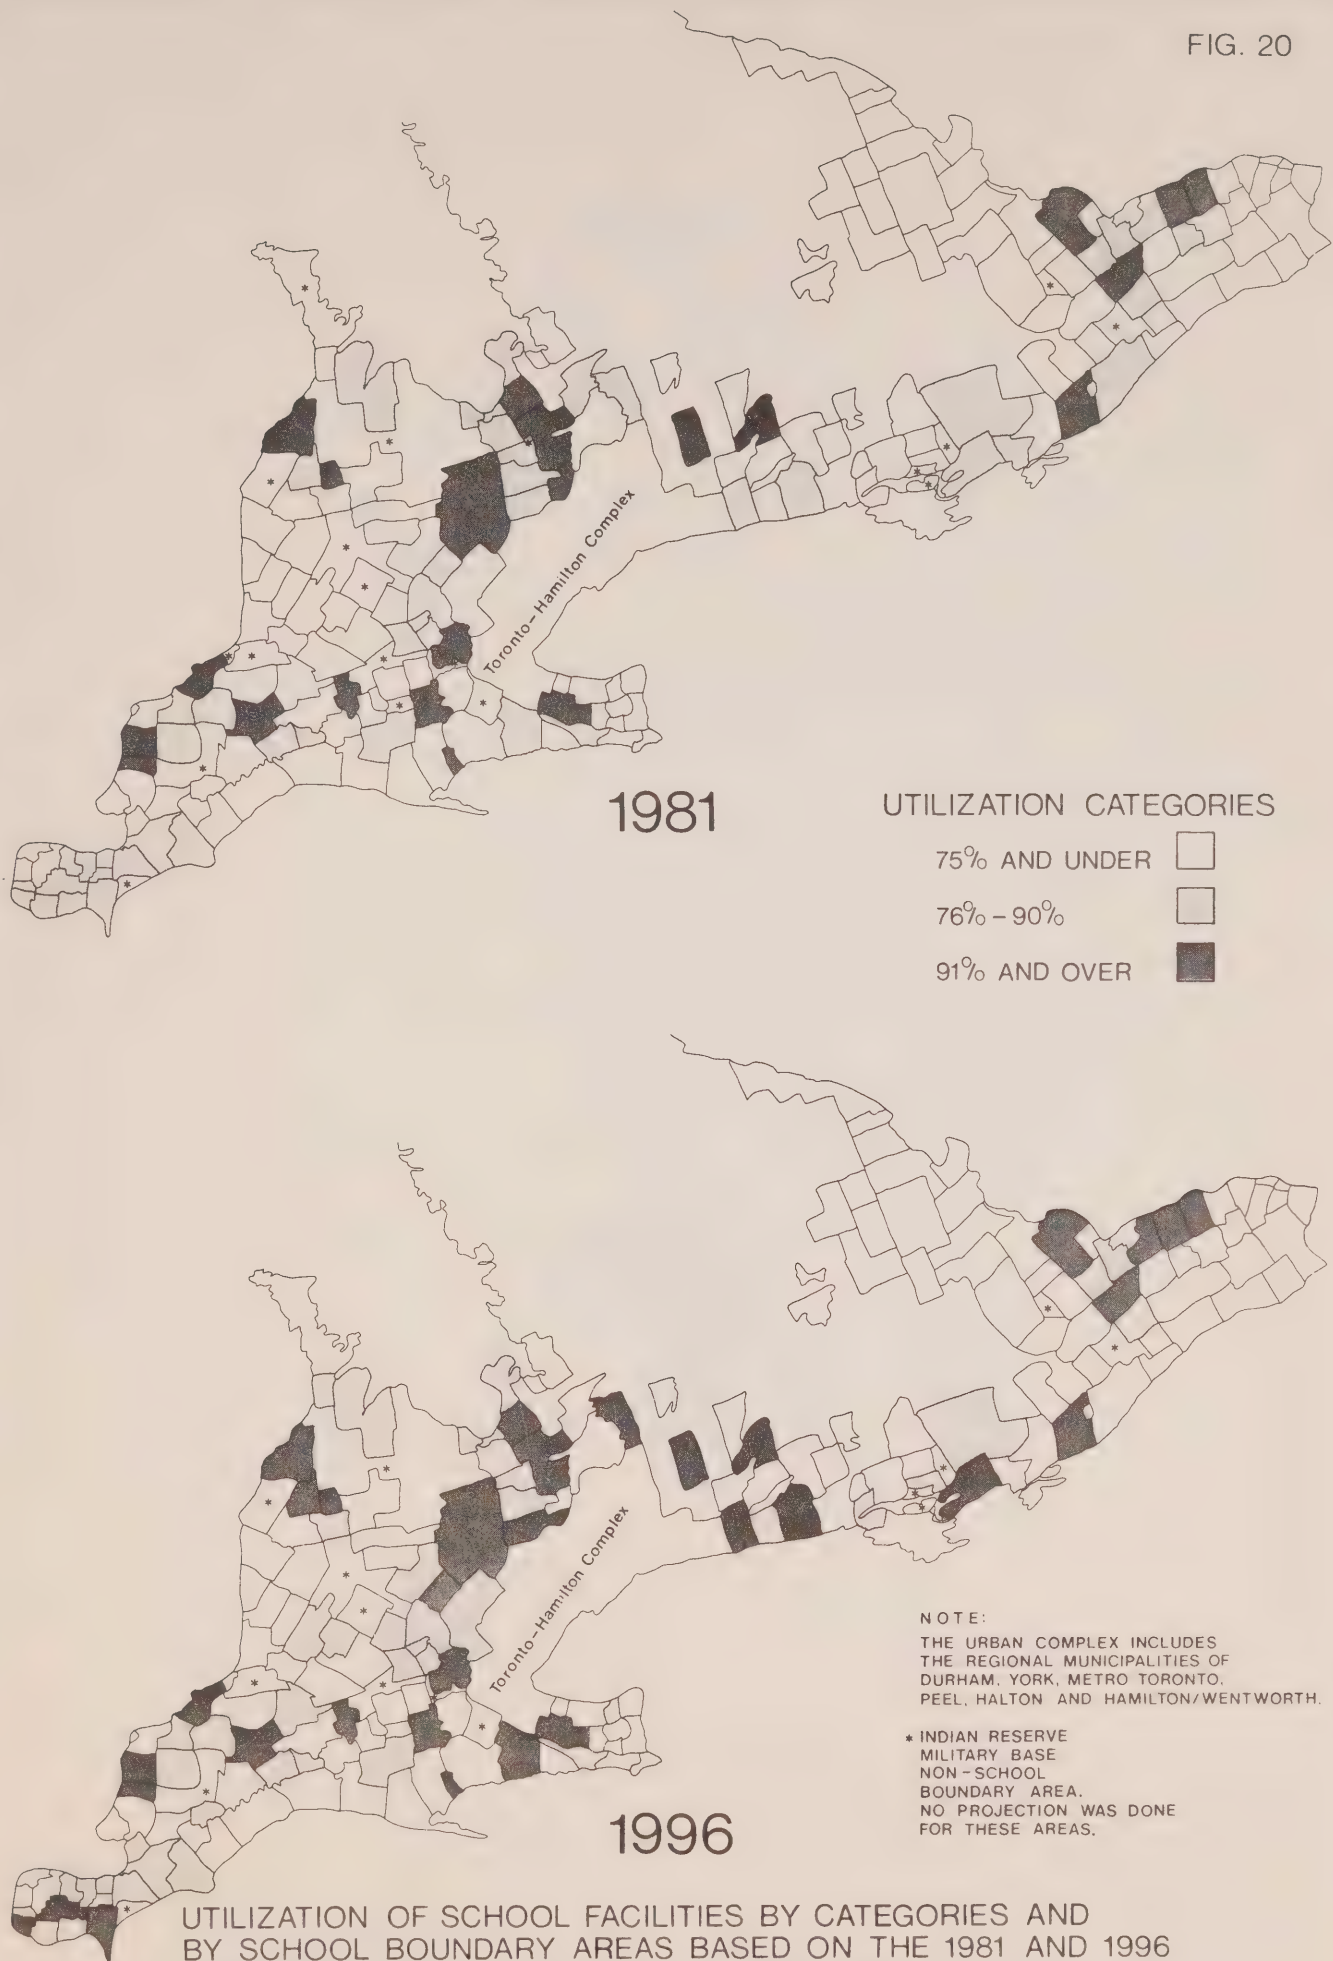 FIG. 20
Toronto-Hamilton Complex
1981
UTILIZATION CATEGORIES
75% AND UNDER
76%-90%
91% AND OVER
Toronto-Hamilton Complex
NOTE:
THE URBAN COMPLEX INCLUDES
THE REGIONAL MUNICIPALITIES OF
DURHAM, YORK, METRO TORONTO,
PEEL, HALTON AND HAMILTON/WENTWORTH.
* INDIAN RESERVE
MILITARY BASE
NON-SCHOOL
BOUNDARY AREA.
NO PROJECTION WAS DONE
FOR THESE AREAS.
1996
UTILIZATION OF SCHOOL FACILITIES BY CATEGORIES AND
BY SCHOOL BOUNDARY AREAS BASED ON THE 1981 AND 1996